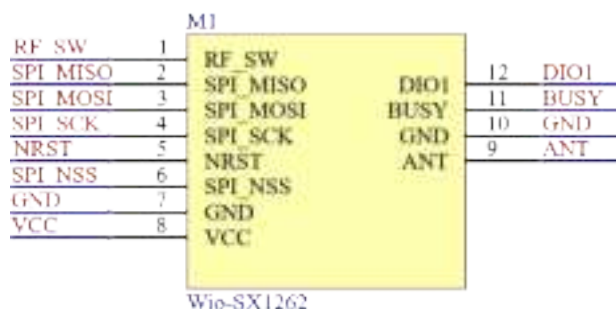 M1
RF_SW 1 RF_SW
SPI_MISO 2 SPI_MISO DIO1 12 DIO1
SPI_MOSI 3 SPI_MOSI BUSY 11 BUSY
SPI_SCK 4 SPI_SCK GND 10 GND
NRST 5 NRST ANT 9 ANT
SPI_NSS 6 SPI_NSS
GND 7 GND
VCC 8 VCC
Wio-SX1262